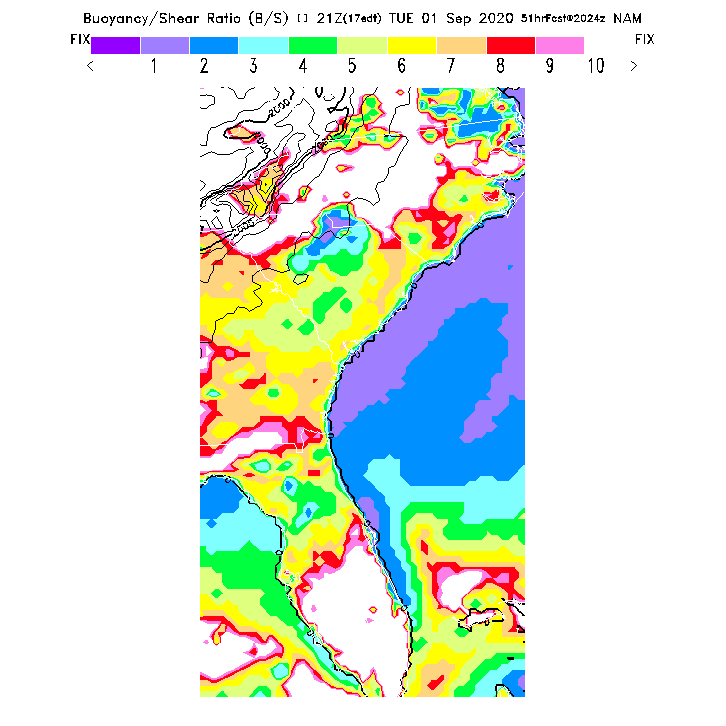 Buoyancy/Shear Ratio (B/S) [] 21Z(17edt) TUE 01 Sep 2020 51hrFcst@2024z NAM
FIX FIX
< 1 2 3 4 5 6 7 8 9 10 >
2000